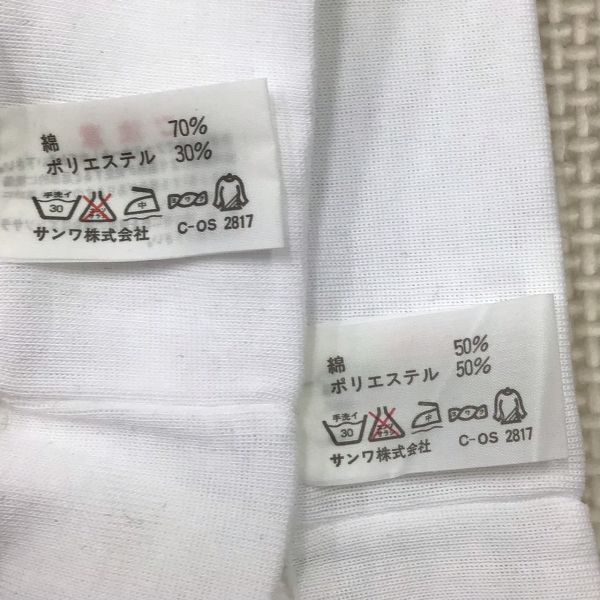 綿 70%
ポリエステル 30%
手洗イ 30 中
サンワ株式会社 C-OS 2817
綿 50%
ポリエステル 50%
手洗イ 30 中
サンワ株式会社 C-OS 2817